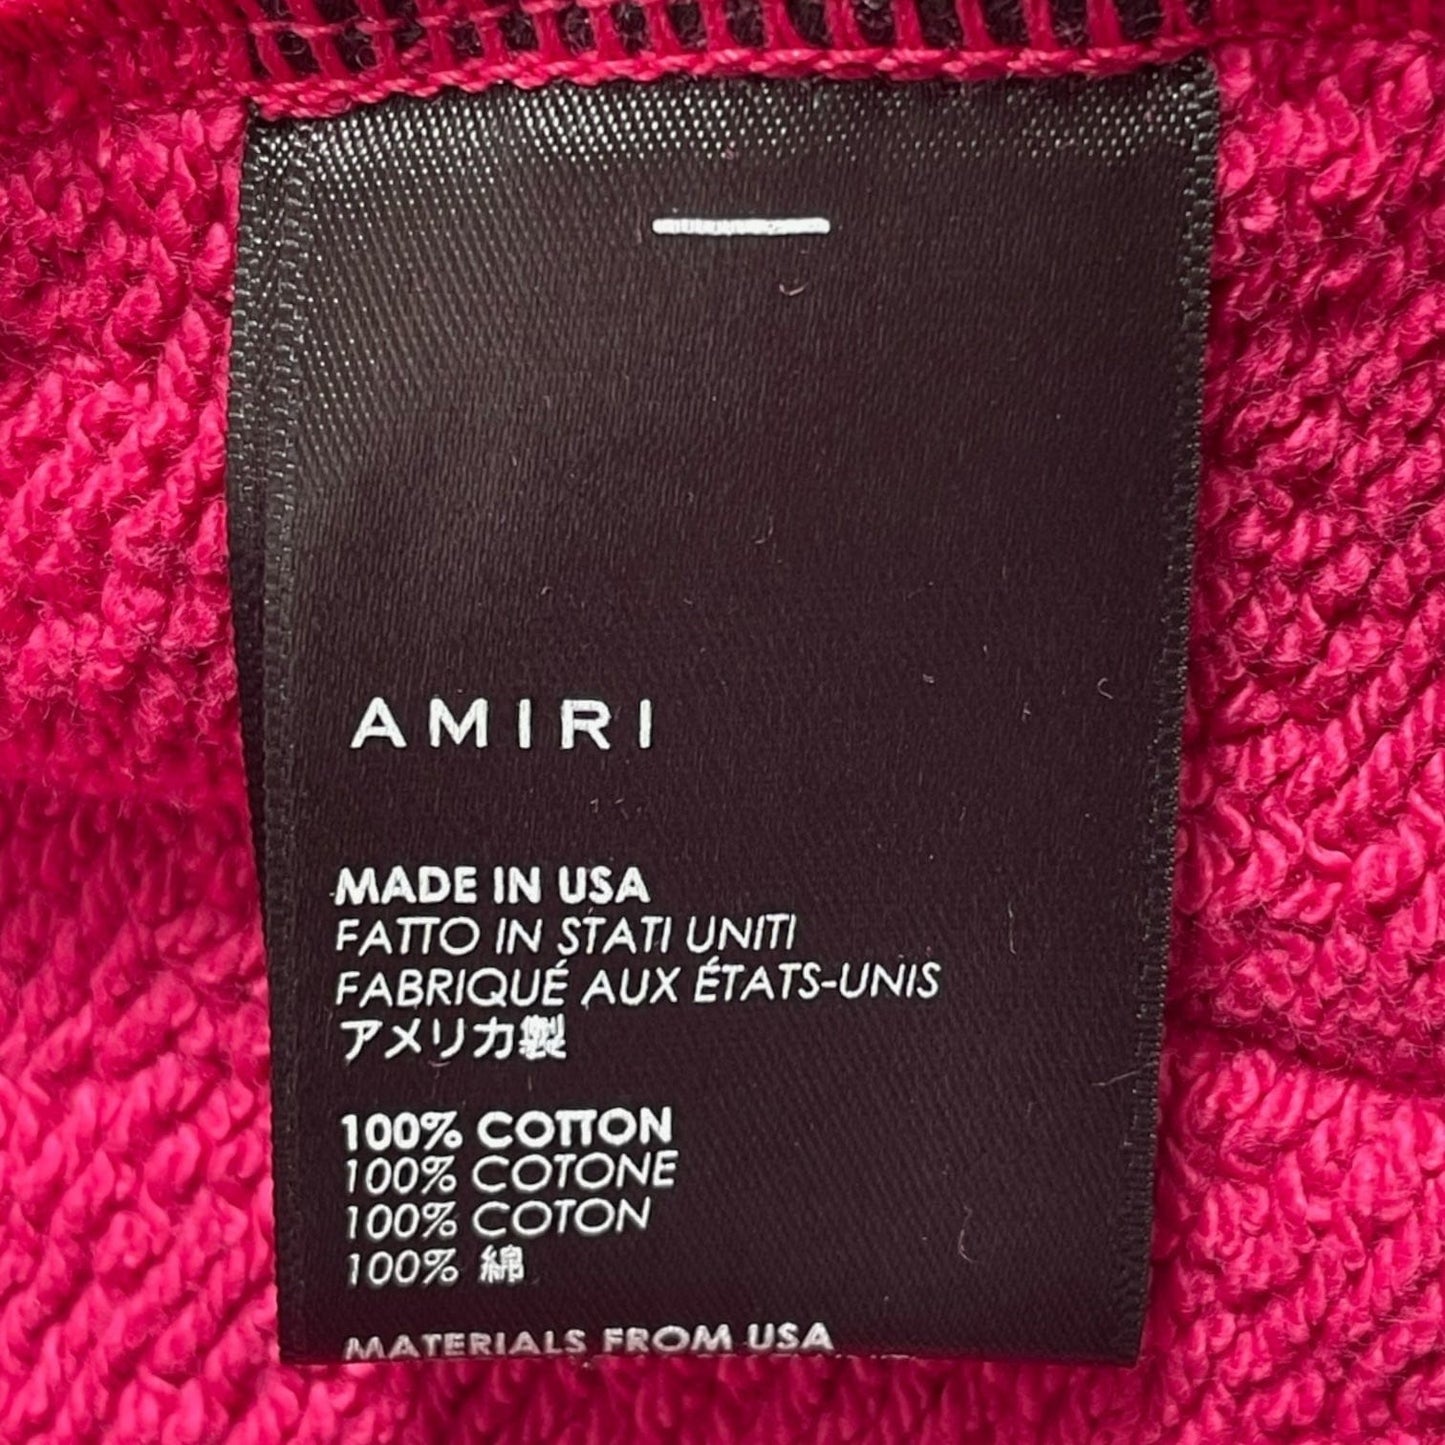 AMIRI
MADE IN USA
FATTO IN STATI UNITI
FABRIQUÉ AUX ÉTATS-UNIS
アメリカ製
100% COTTON
100% COTONE
100% COTON
100% 綿
MATERIALS FROM USA